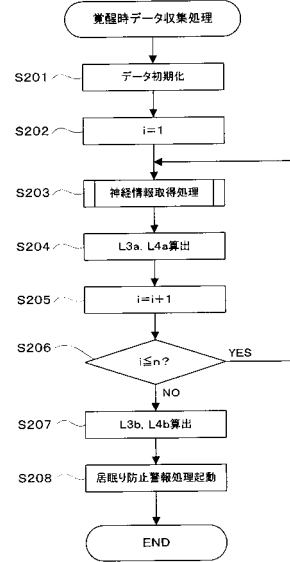 覚醒時データ収集処理
S201
データ初期化
S202
i=1
S203
神経情報取得処理
S204
L3a, L4a算出
S205
i=i+1
S206
i≦n?
YES
NO
S207
L3b, L4b算出
S208
居眠り防止警報処理起動
END